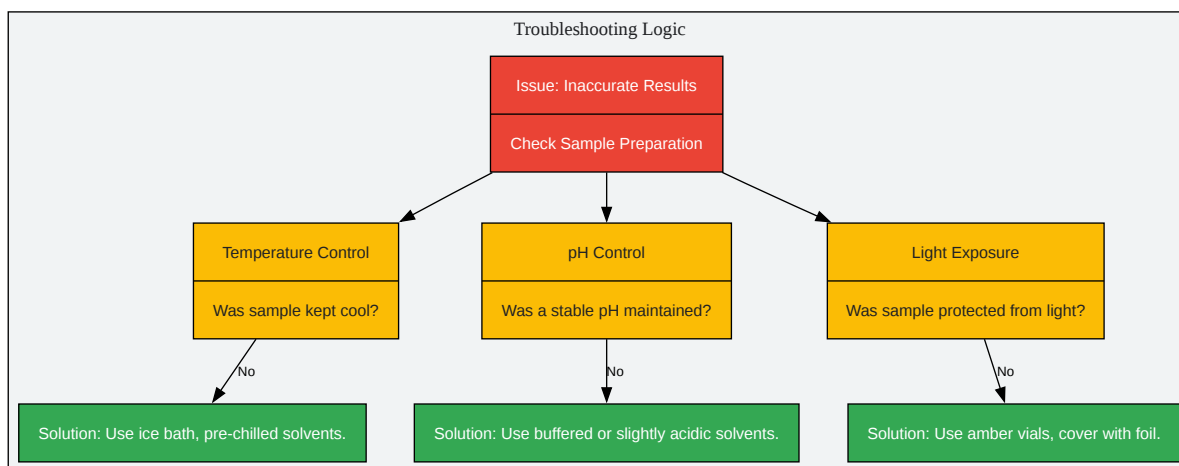 Troubleshooting Logic
Issue: Inaccurate Results
Check Sample Preparation
Temperature Control
Was sample kept cool?
pH Control
Was a stable pH maintained?
Light Exposure
Was sample protected from light?
No
No
No
Solution: Use ice bath, pre-chilled solvents.
Solution: Use buffered or slightly acidic solvents.
Solution: Use amber vials, cover with foil.